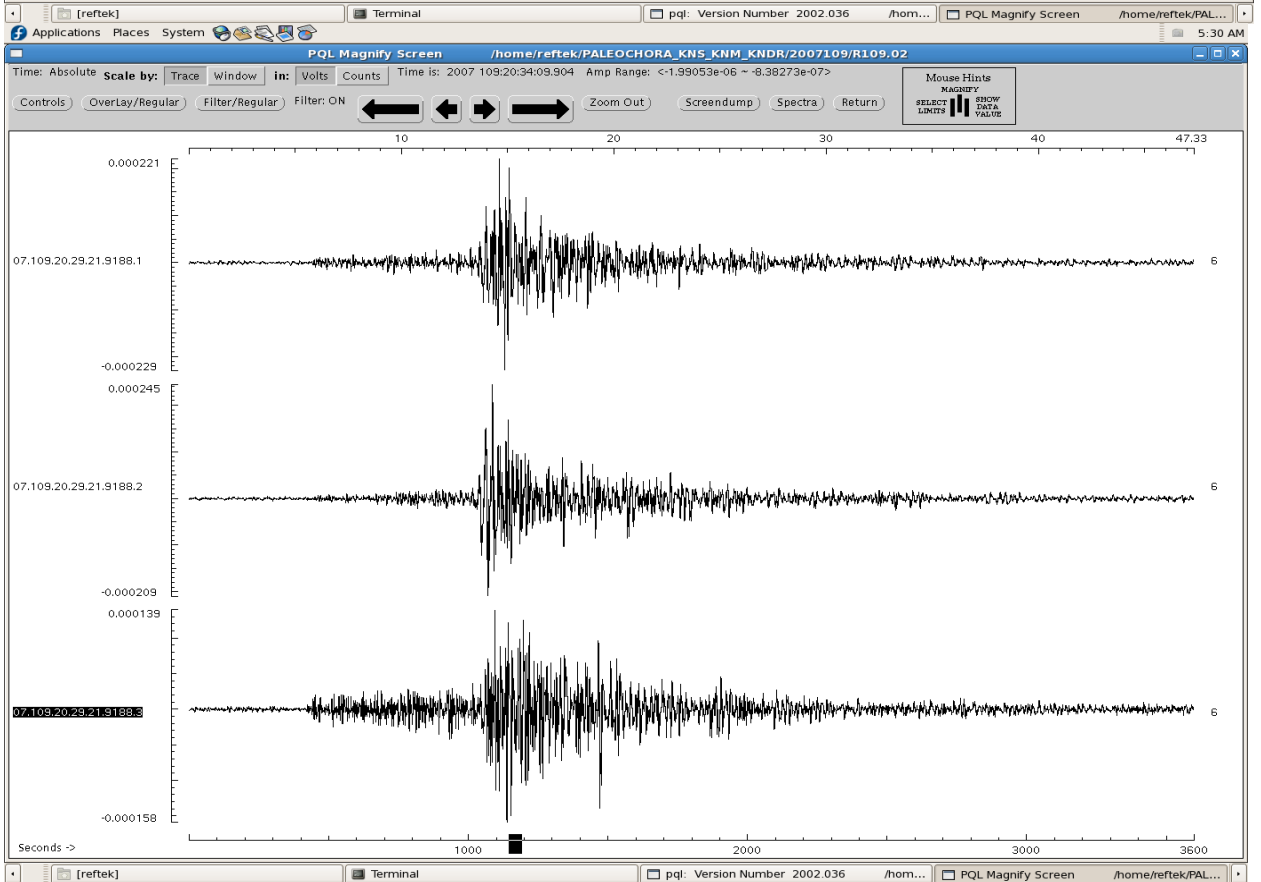 [reftek] Terminal pql: Version Number 2002.036 /hom... PQL Magnify Screen /home/reftek/PAL...
Applications Places System 5:30 AM
PQL Magnify Screen /home/reftek/PALEOCHORA_KNS_KNM_KNDR/2007109/R109.02
Time: Absolute Scale by: Trace Window in: Volts Counts Time is: 2007 109:20:34:09.904 Amp Range: <-1.99053e-06 ~ -8.38273e-07>
Controls OverLay/Regular Filter/Regular Filter: ON Zoom Out Screendump Spectra Return
Mouse Hints
MAGNIFY
SELECT LIMITS SHOW DATA VALUE
10 20 30 40 47.33
0.000221
07.109.20.29.21.9188.1 6
-0.000229
0.000245
07.109.20.29.21.9188.2 6
-0.000209
0.000139
07.109.20.29.21.9188.3 6
-0.000158
Seconds -> 1000 2000 3000 3600
[reftek] Terminal pql: Version Number 2002.036 /hom... PQL Magnify Screen /home/reftek/PAL...